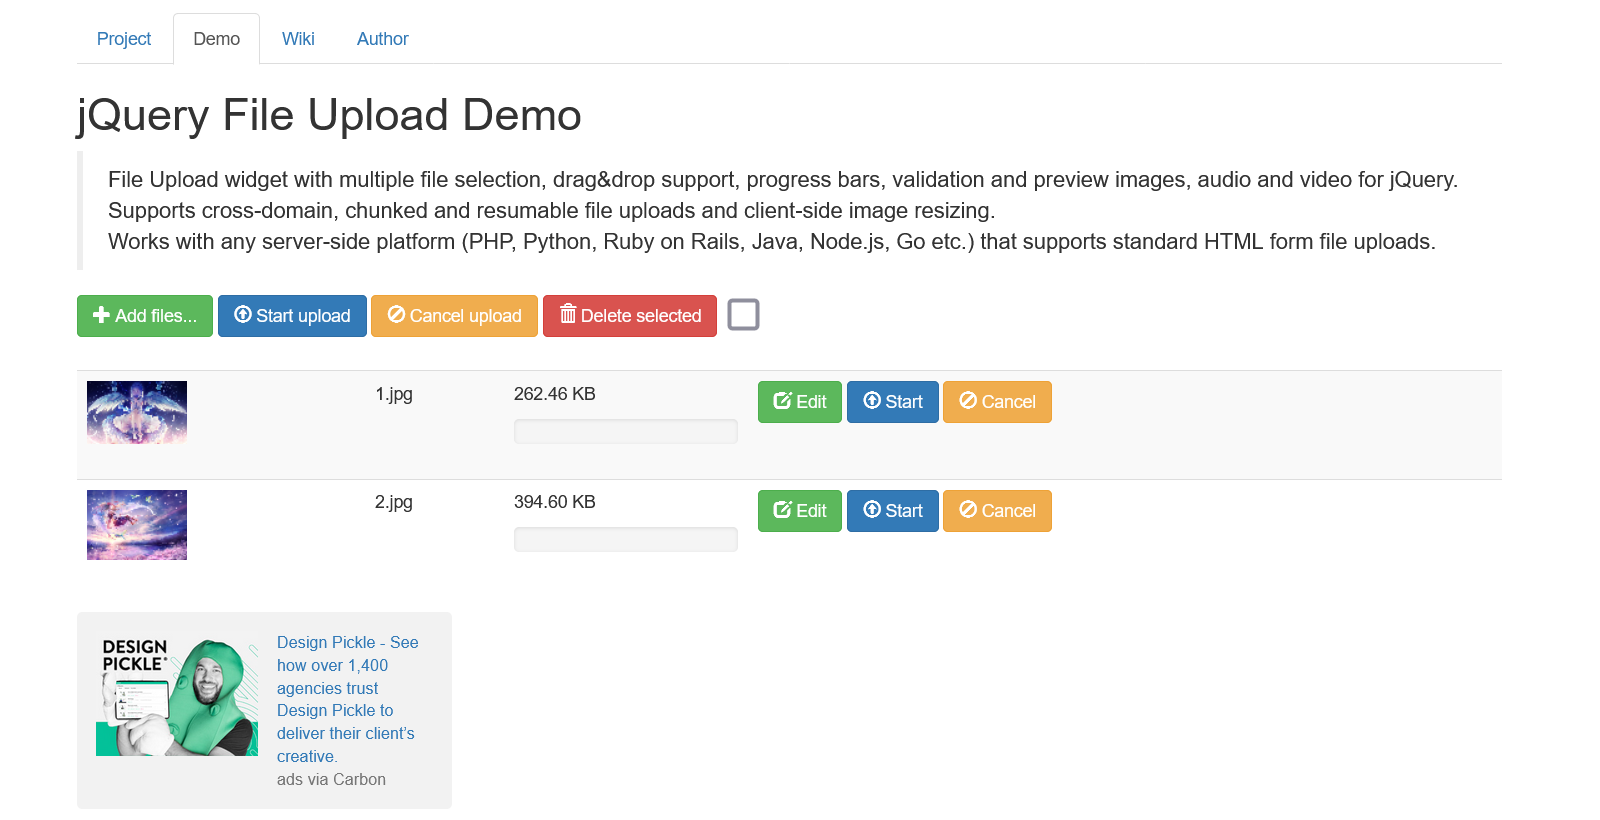 Project Demo Wiki Author
jQuery File Upload Demo
File Upload widget with multiple file selection, drag&drop support, progress bars, validation and preview images, audio and video for jQuery.
Supports cross-domain, chunked and resumable file uploads and client-side image resizing.
Works with any server-side platform (PHP, Python, Ruby on Rails, Java, Node.js, Go etc.) that supports standard HTML form file uploads.
Add files... Start upload Cancel upload Delete selected
1.jpg 262.46 KB Edit Start Cancel
2.jpg 394.60 KB Edit Start Cancel
DESIGN
PICKLE®
Design Pickle - See
how over 1,400
agencies trust
Design Pickle to
deliver their client’s
creative.
ads via Carbon